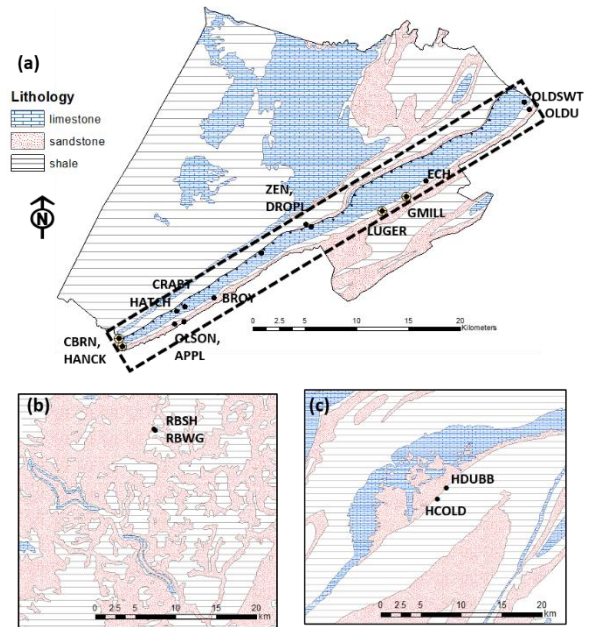 (a)
Lithology
limestone
sandstone
shale
N
OLDSWT
OLDU
ECH
ZEN,
DROPL
GMILL
LUGER
CRABT
HATCH
BROY
CBRN,
HANCK
OLSON,
APPL
0 2.5 5 10 15 20
Kilometers
(b)
RBSH
RBWG
0 2.5 5 10 15 20
km
(c)
HDUBB
HCOLD
0 2.5 5 10 15 20
km